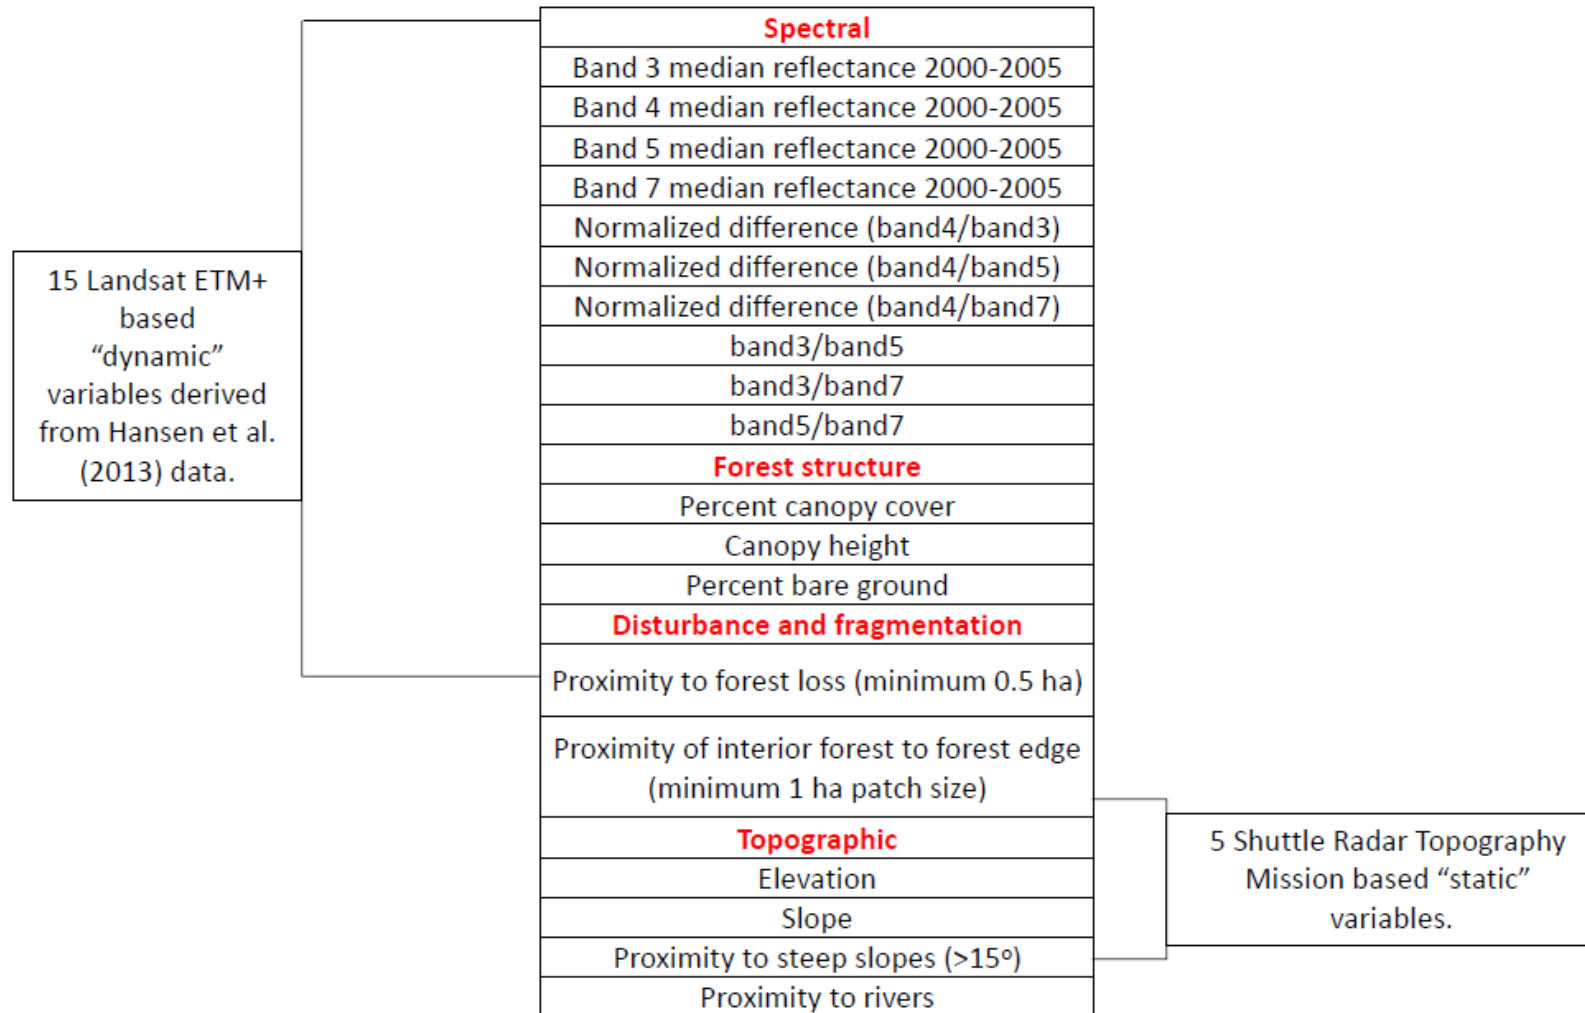 Spectral
Band 3 median reflectance 2000-2005
Band 4 median reflectance 2000-2005
Band 5 median reflectance 2000-2005
Band 7 median reflectance 2000-2005
Normalized difference (band4/band3)
Normalized difference (band4/band5)
Normalized difference (band4/band7)
band3/band5
band3/band7
band5/band7
Forest structure
Percent canopy cover
Canopy height
Percent bare ground
Disturbance and fragmentation
Proximity to forest loss (minimum 0.5 ha)
Proximity of interior forest to forest edge
(minimum 1 ha patch size)
Topographic
Elevation
Slope
Proximity to steep slopes (>15°)
Proximity to rivers
15 Landsat ETM+
based
“dynamic”
variables derived
from Hansen et al.
(2013) data.
5 Shuttle Radar Topography
Mission based “static”
variables.